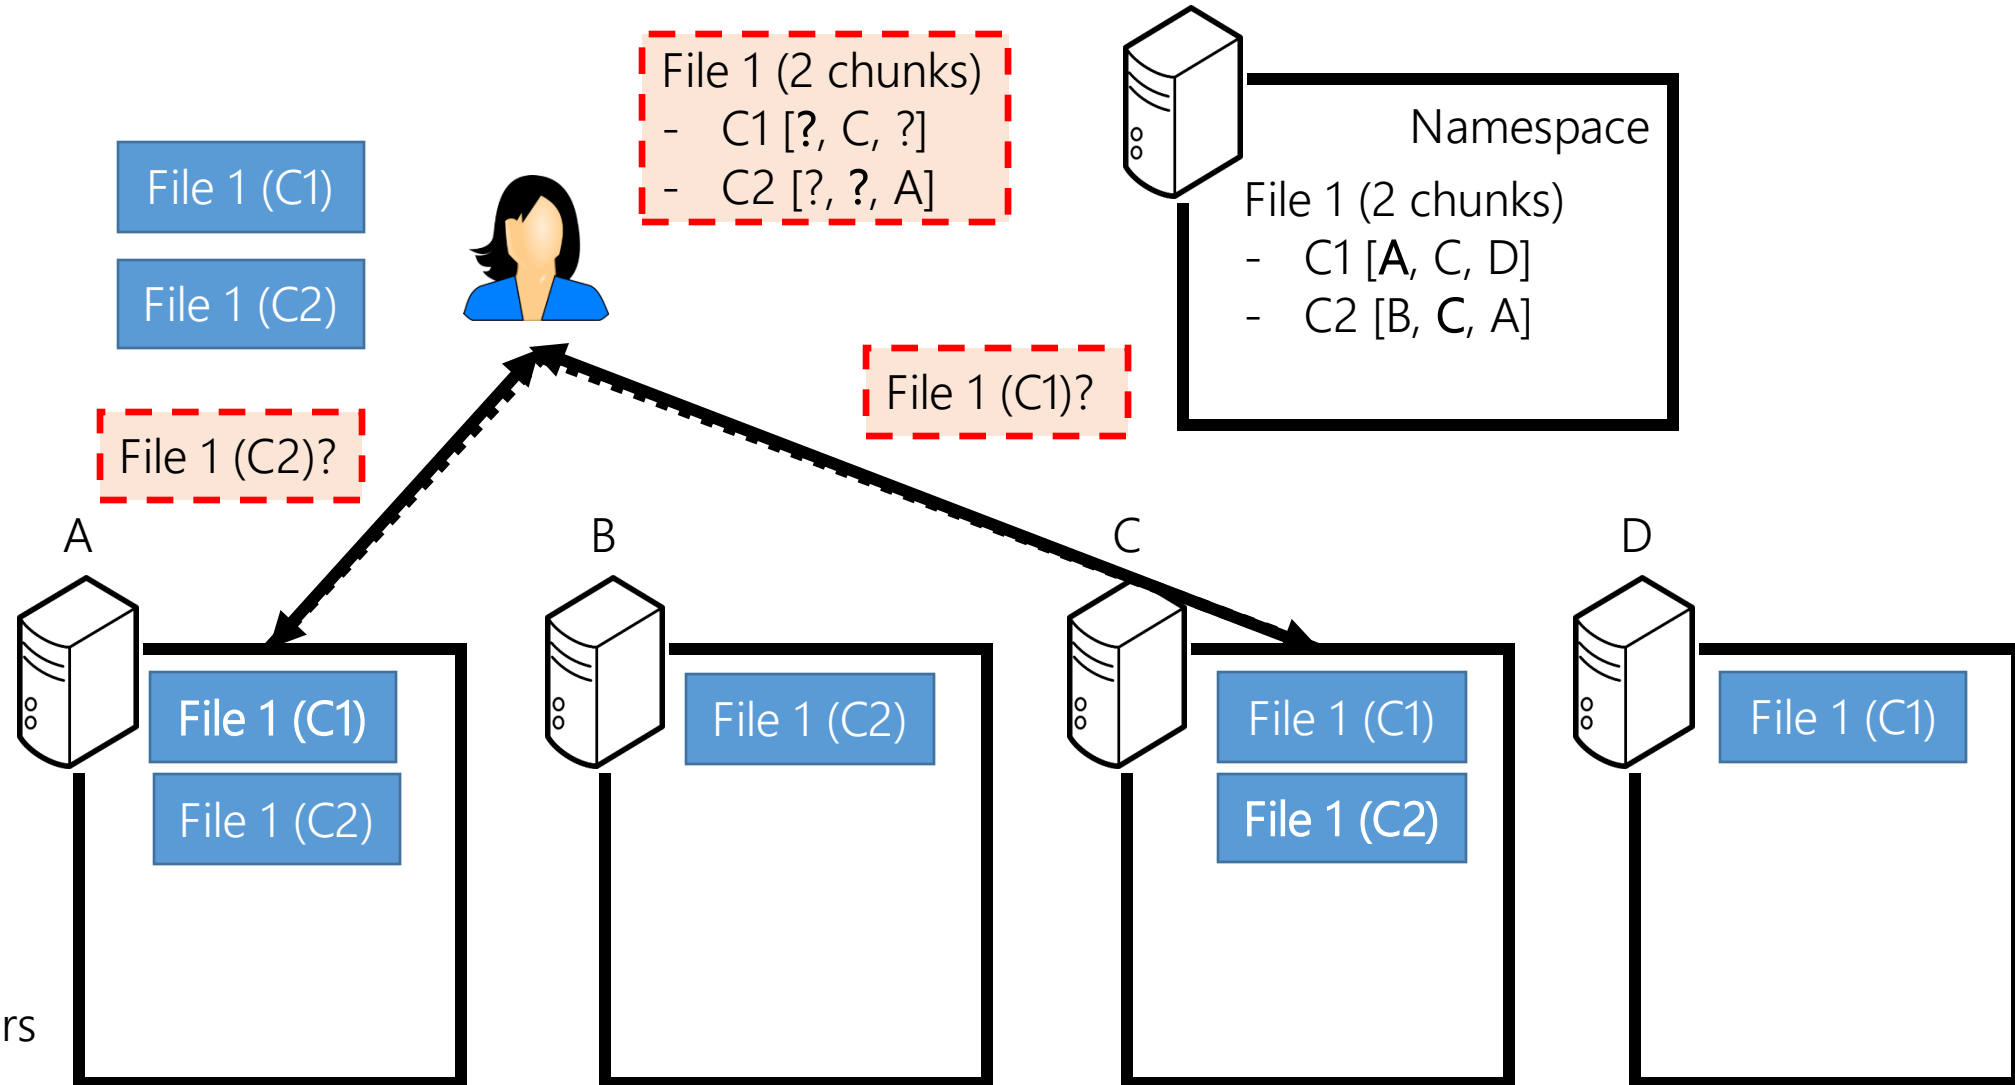 File 1 (2 chunks)
- C1 [?, C, ?]
- C2 [?, ?, A]
Namespace
File 1 (2 chunks)
- C1 [A, C, D]
- C2 [B, C, A]
File 1 (C1)
File 1 (C2)
File 1 (C1)?
File 1 (C2)?
A
B
C
D
File 1 (C1)
File 1 (C2)
File 1 (C2)
File 1 (C1)
File 1 (C2)
File 1 (C1)
rs